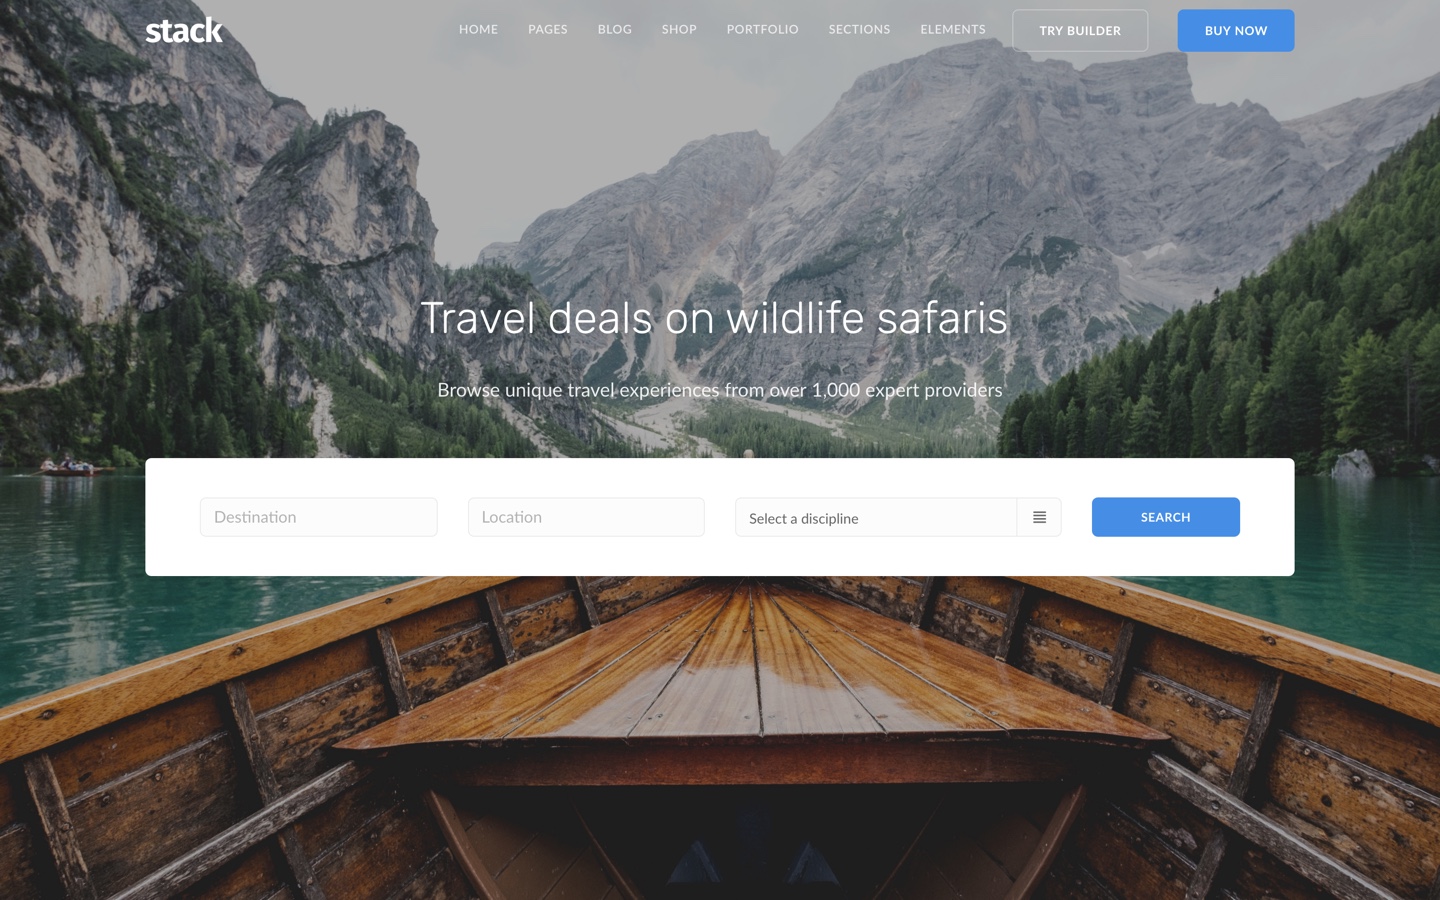 stack
HOME PAGES BLOG SHOP PORTFOLIO SECTIONS ELEMENTS TRY BUILDER BUY NOW
Travel deals on wildlife safaris
Browse unique travel experiences from over 1,000 expert providers
Destination Location Select a discipline SEARCH